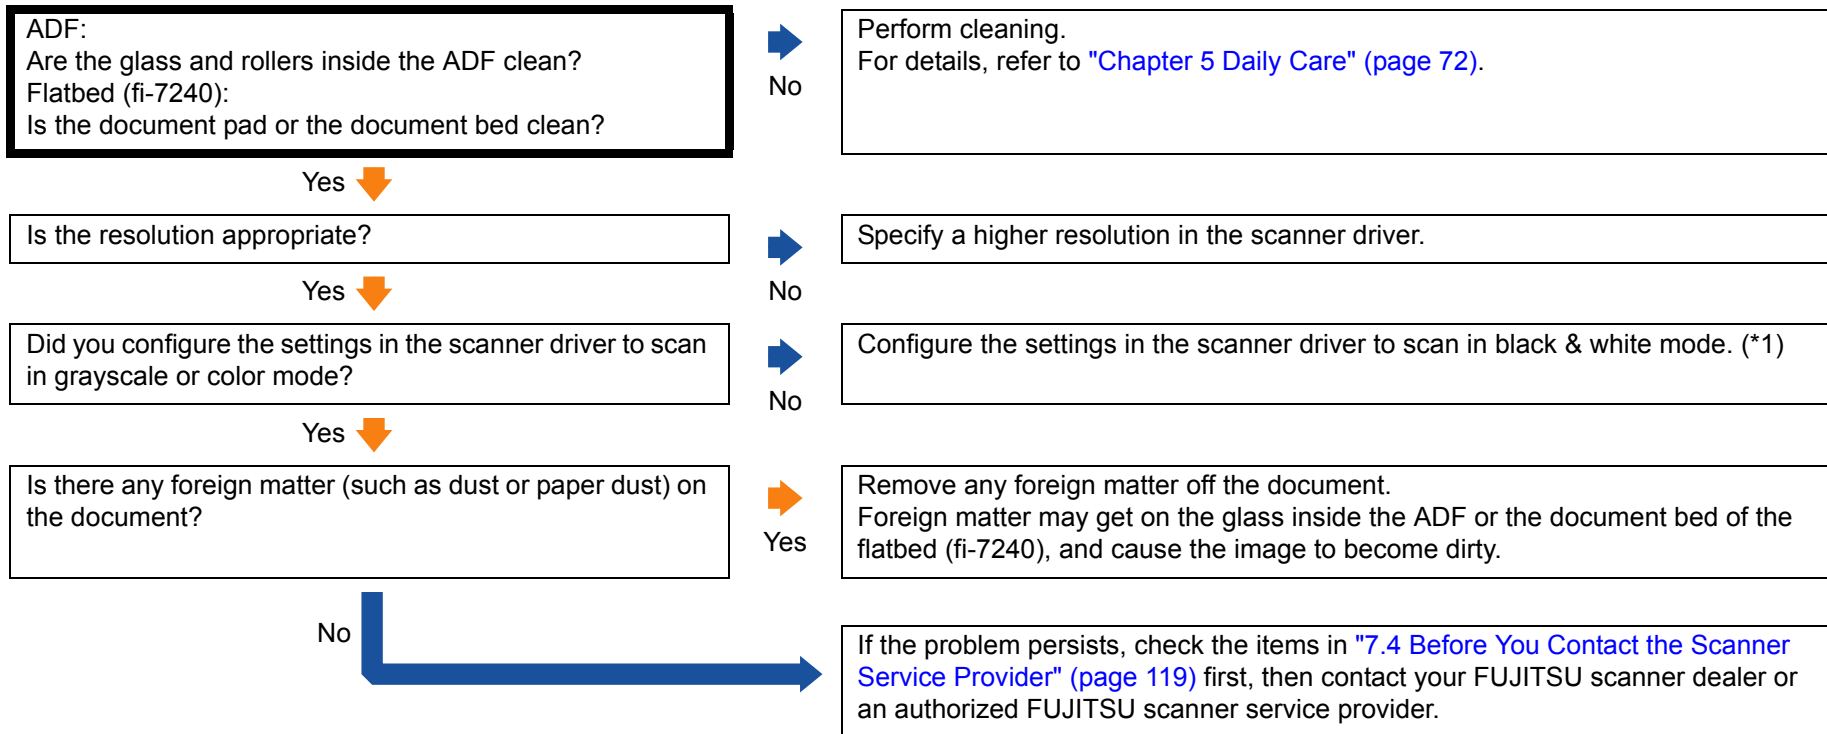 ADF:
Are the glass and rollers inside the ADF clean?
Flatbed (fi-7240):
Is the document pad or the document bed clean?
No
Perform cleaning.
For details, refer to "Chapter 5 Daily Care" (page 72).
Yes
Is the resolution appropriate?
No
Specify a higher resolution in the scanner driver.
Yes
Did you configure the settings in the scanner driver to scan
in grayscale or color mode?
No
Configure the settings in the scanner driver to scan in black & white mode. (*1)
Yes
Is there any foreign matter (such as dust or paper dust) on
the document?
Yes
Remove any foreign matter off the document.
Foreign matter may get on the glass inside the ADF or the document bed of the
flatbed (fi-7240), and cause the image to become dirty.
No
If the problem persists, check the items in "7.4 Before You Contact the Scanner
Service Provider" (page 119) first, then contact your FUJITSU scanner dealer or
an authorized FUJITSU scanner service provider.